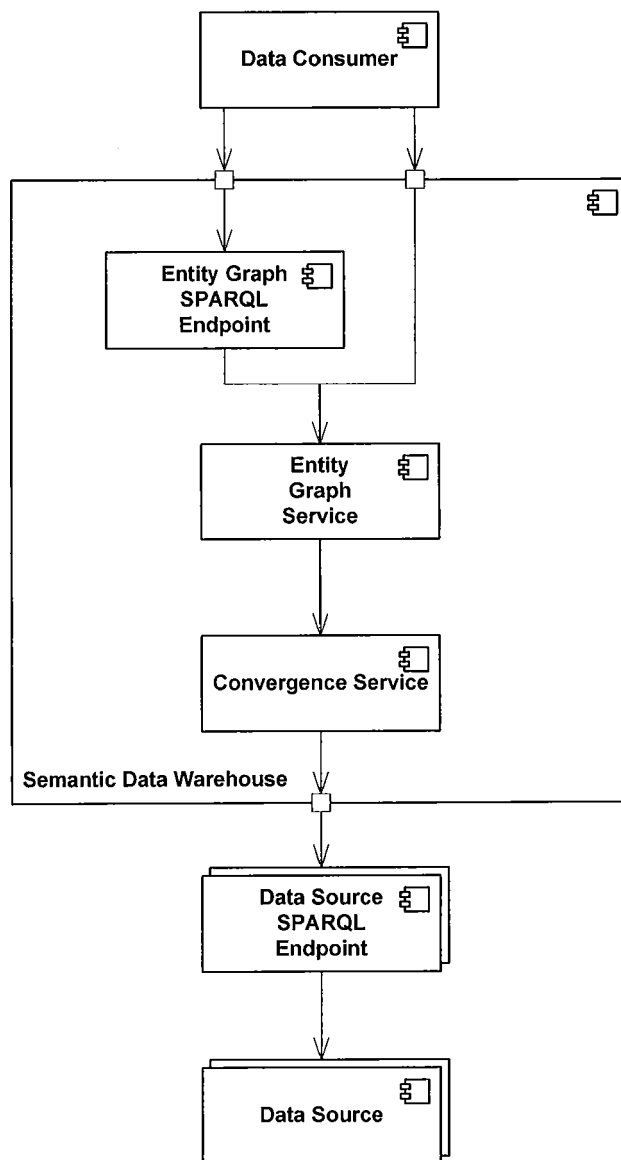 Data Consumer
Entity Graph
SPARQL
Endpoint
Entity
Graph
Service
Convergence Service
Semantic Data Warehouse
Data Source
SPARQL
Endpoint
Data Source